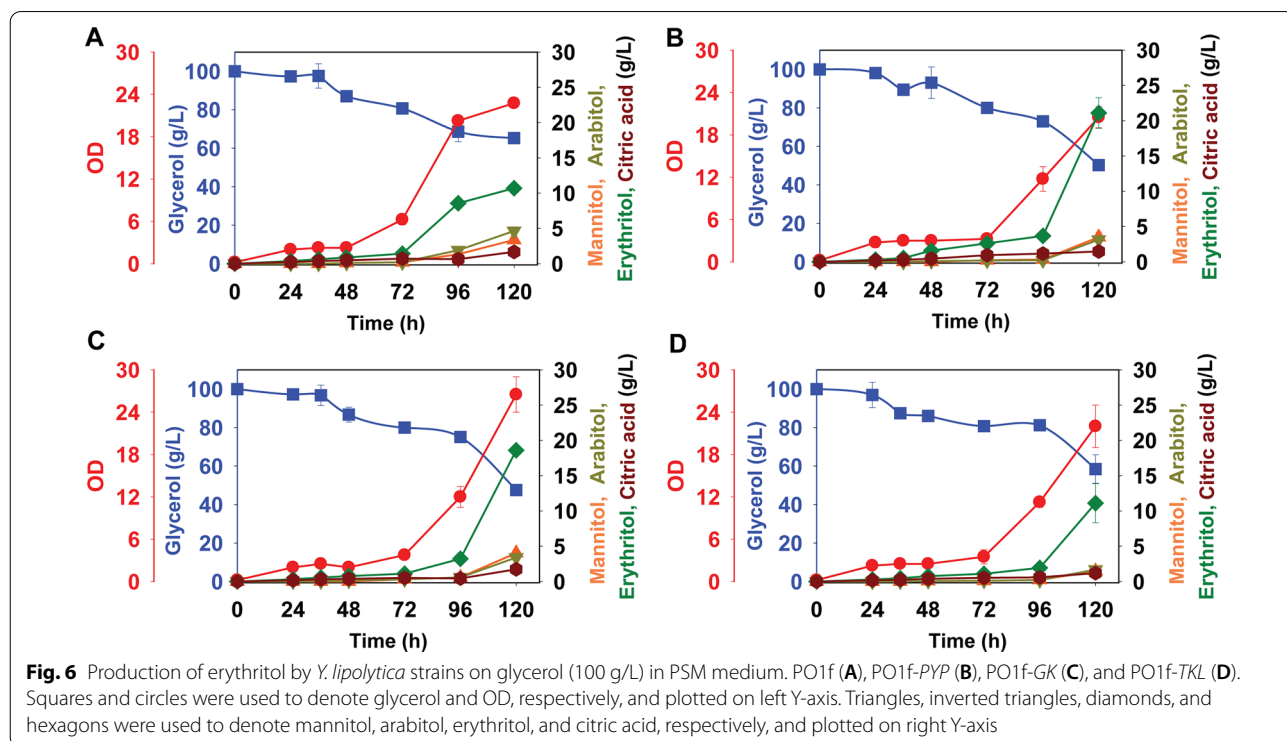 A
30
24
18
12
6
0
OD
100
80
60
40
20
0
Glycerol (g/L)
30
25
20
15
10
5
0
Mannitol, Arabitol,
Erythritol, Citric acid (g/L)
0 24 48 72 96 120
Time (h)
B
30
24
18
12
6
0
OD
100
80
60
40
20
0
Glycerol (g/L)
30
25
20
15
10
5
0
Mannitol, Arabitol,
Erythritol, Citric acid (g/L)
0 24 48 72 96 120
Time (h)
C
30
24
18
12
6
0
OD
100
80
60
40
20
0
Glycerol (g/L)
30
25
20
15
10
5
0
Mannitol, Arabitol,
Erythritol, Citric acid (g/L)
0 24 48 72 96 120
Time (h)
D
30
24
18
12
6
0
OD
100
80
60
40
20
0
Glycerol (g/L)
30
25
20
15
10
5
0
Mannitol, Arabitol,
Erythritol, Citric acid (g/L)
0 24 48 72 96 120
Time (h)
Fig. 6 Production of erythritol by Y. lipolytica strains on glycerol (100 g/L) in PSM medium. PO1f (A), PO1f-PYP (B), PO1f-GK (C), and PO1f-TKL (D).
Squares and circles were used to denote glycerol and OD, respectively, and plotted on left Y-axis. Triangles, inverted triangles, diamonds, and
hexagons were used to denote mannitol, arabitol, erythritol, and citric acid, respectively, and plotted on right Y-axis